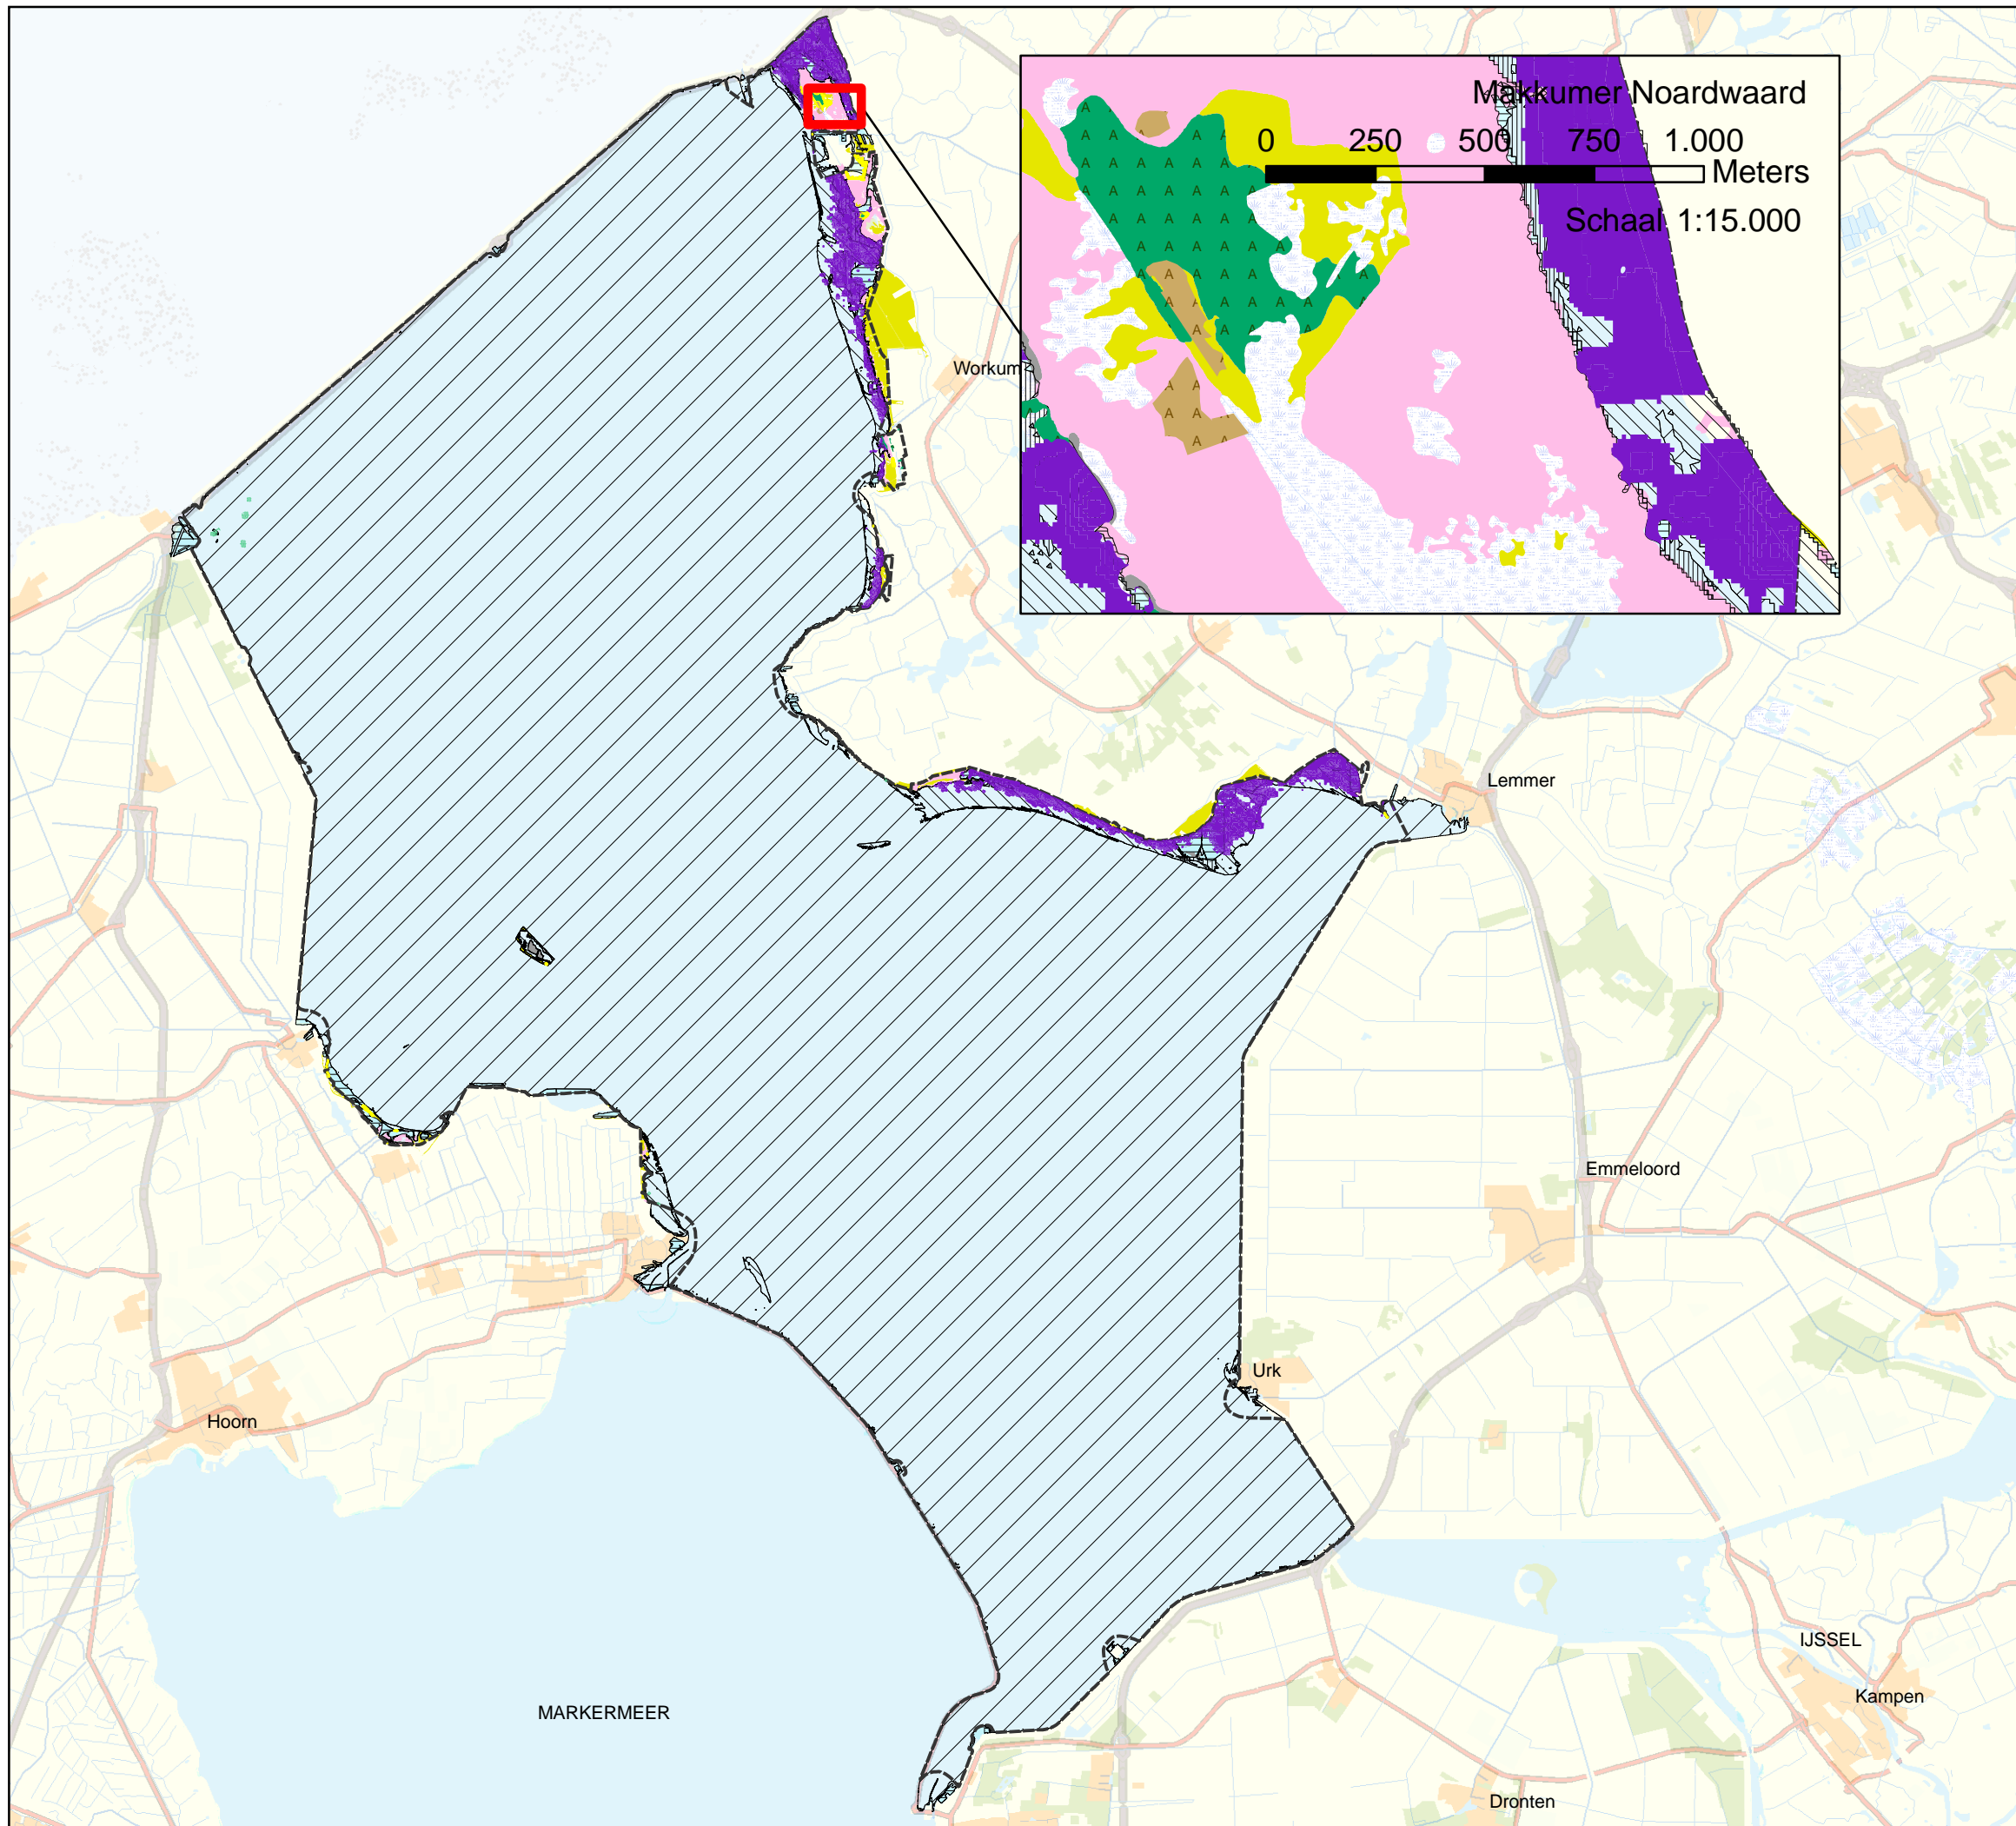 Makkumer Noardwaard
0 250 500 750 1.000
Meters
Schaal 1:15.000
Workum
Lemmer
Emmeloord
Urk
Hoorn
IJSSEL
Kampen
MARKERMEER
Dronten